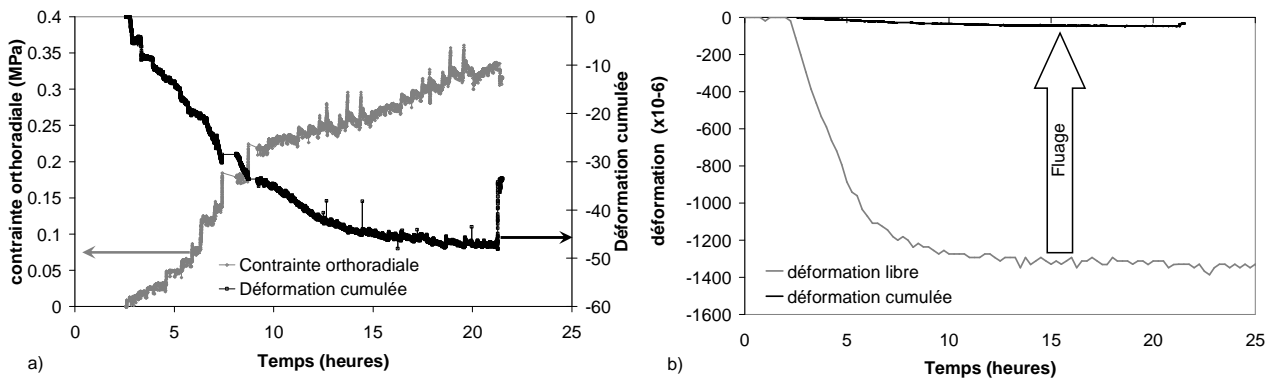 0.4
0.35
0.3
0.25
0.2
0.15
0.1
0.05
0
contrainte orthoradiale (MPa)
0
-10
-20
-30
-40
-50
-60
Déformation cumulée
Contrainte orthoradiale
Déformation cumulée
0 5 10 15 20 25
Temps (heures)
a)
0
-200
-400
-600
-800
-1000
-1200
-1400
-1600
déformation (x10-6)
Fluage
déformation libre
déformation cumulée
0 5 10 15 20 25
Temps (heures)
b)